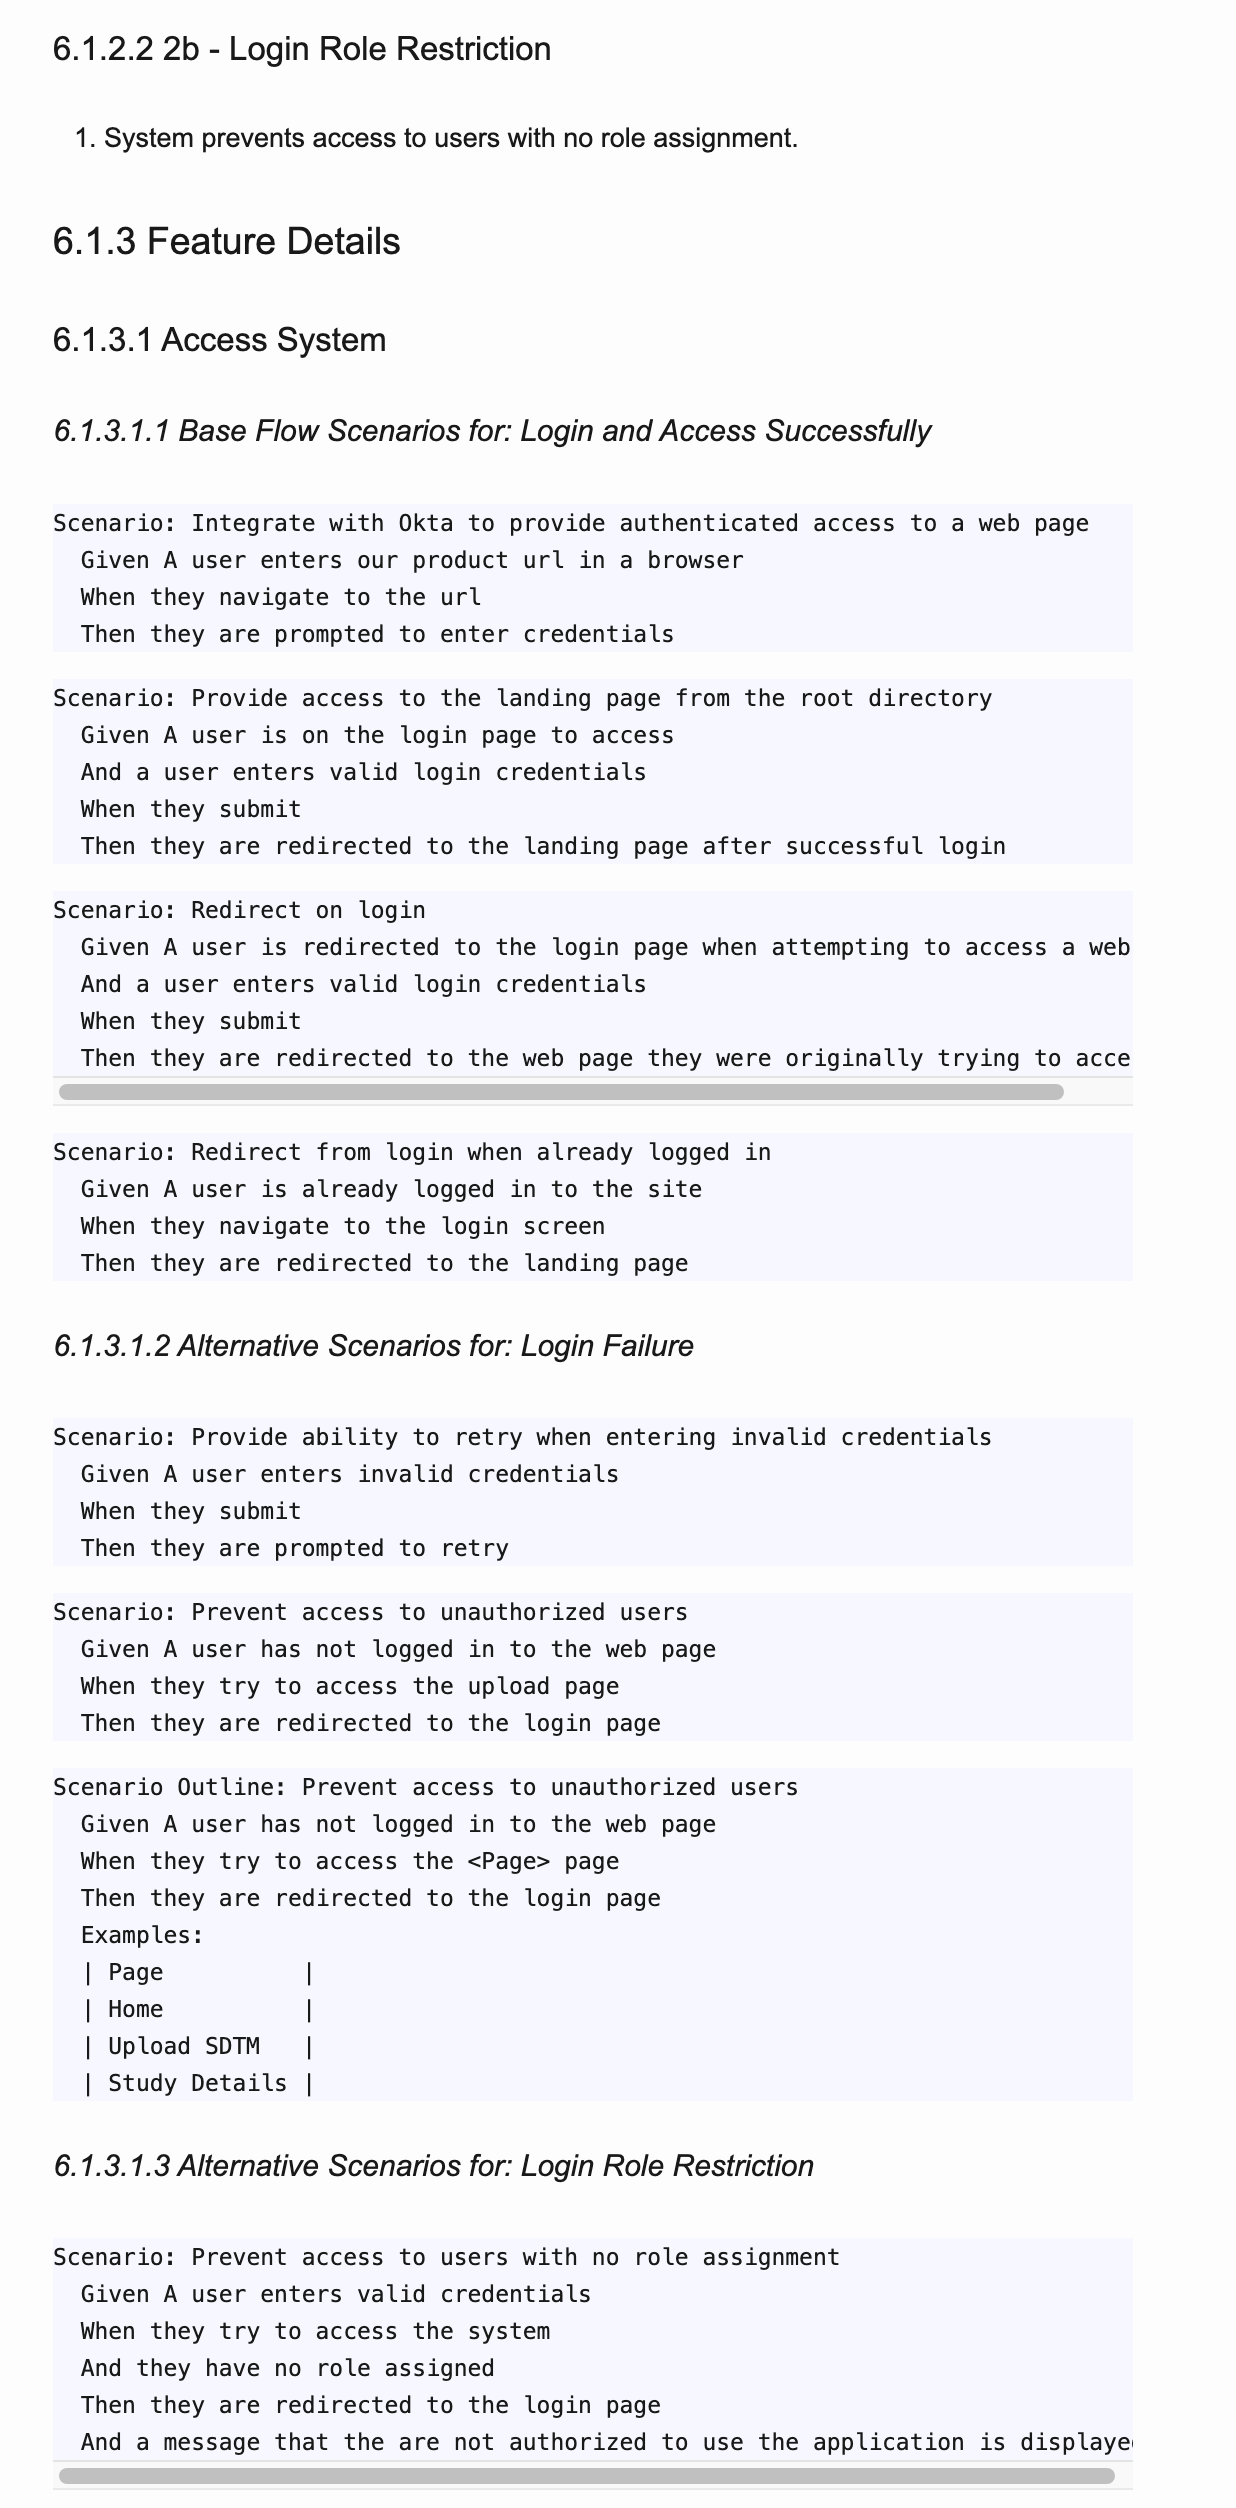 6.1.2.2 2b - Login Role Restriction
1. System prevents access to users with no role assignment.
6.1.3 Feature Details
6.1.3.1 Access System
6.1.3.1.1 Base Flow Scenarios for: Login and Access Successfully
Scenario: Integrate with Okta to provide authenticated access to a web page
Given A user enters our product url in a browser
When they navigate to the url
Then they are prompted to enter credentials
Scenario: Provide access to the landing page from the root directory
Given A user is on the login page to access
And a user enters valid login credentials
When they submit
Then they are redirected to the landing page after successful login
Scenario: Redirect on login
Given A user is redirected to the login page when attempting to access a web
And a user enters valid login credentials
When they submit
Then they are redirected to the web page they were originally trying to acce
Scenario: Redirect from login when already logged in
Given A user is already logged in to the site
When they navigate to the login screen
Then they are redirected to the landing page
6.1.3.1.2 Alternative Scenarios for: Login Failure
Scenario: Provide ability to retry when entering invalid credentials
Given A user enters invalid credentials
When they submit
Then they are prompted to retry
Scenario: Prevent access to unauthorized users
Given A user has not logged in to the web page
When they try to access the upload page
Then they are redirected to the login page
Scenario Outline: Prevent access to unauthorized users
Given A user has not logged in to the web page
When they try to access the <Page> page
Then they are redirected to the login page
Examples:
| Page |
| Home |
| Upload SDTM |
| Study Details |
6.1.3.1.3 Alternative Scenarios for: Login Role Restriction
Scenario: Prevent access to users with no role assignment
Given A user enters valid credentials
When they try to access the system
And they have no role assigned
Then they are redirected to the login page
And a message that the are not authorized to use the application is displaye